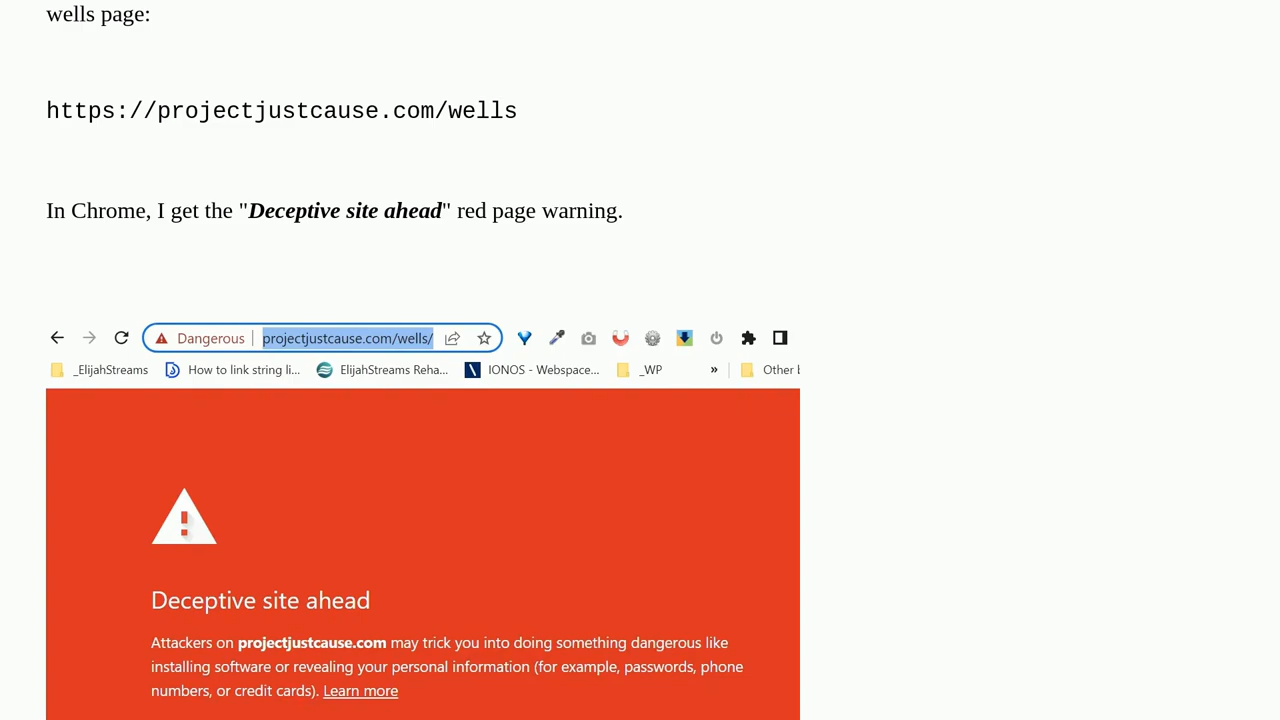 wells page:
https://projectjustcause.com/wells
In Chrome, I get the "Deceptive site ahead" red page warning.
Dangerous projectjustcause.com/wells/
_ElijahStreams How to link string li... ElijahStreams Reha... IONOS - Webspace... _WP » Other b
Deceptive site ahead
Attackers on projectjustcause.com may trick you into doing something dangerous like
installing software or revealing your personal information (for example, passwords, phone
numbers, or credit cards). Learn more